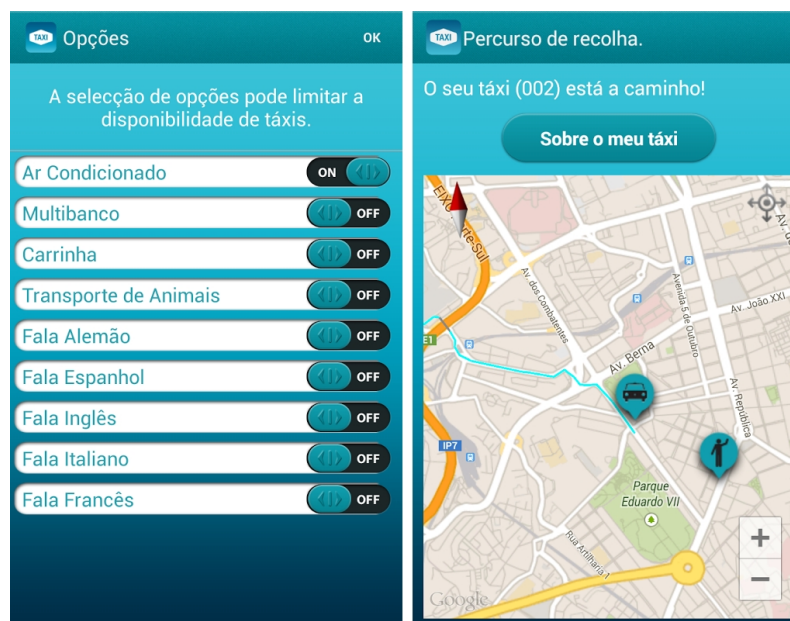 TAXI
Opções
OK
A selecção de opções pode limitar a
disponibilidade de táxis.
Ar Condicionado
ON
Multibanco
OFF
Carrinha
OFF
Transporte de Animais
OFF
Fala Alemão
OFF
Fala Espanhol
OFF
Fala Inglês
OFF
Fala Italiano
OFF
Fala Francês
OFF
TAXI
Percurso de recolha.
O seu táxi (002) está a caminho!
Sobre o meu táxi
Av. dos Combatentes
Avenida 5 de Outubro
Av. João XXI
E1
Av. Berna
Av. República
IP7
Parque
Eduardo VII
Rua Artilharia 1
+
−
Google